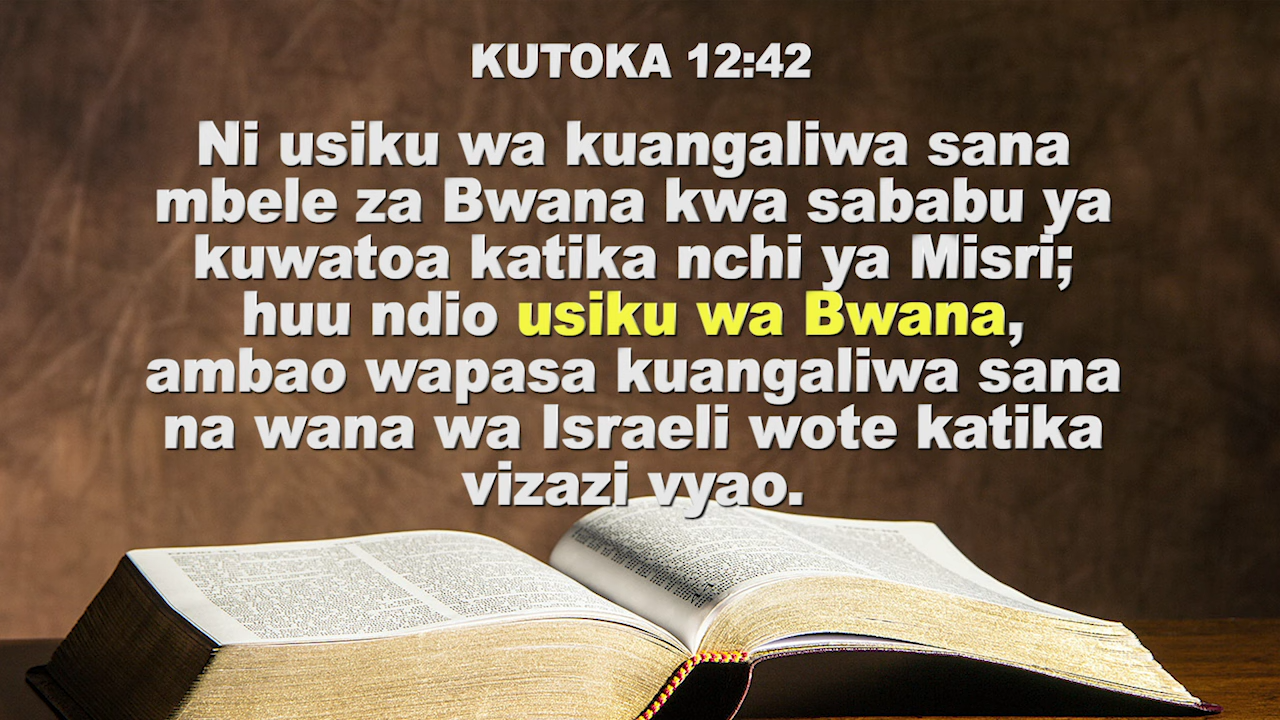 KUTOKA 12:42
Ni usiku wa kuangaliwa sana
mbele za Bwana kwa sababu ya
kuwatoa katika nchi ya Misri;
huu ndio usiku wa Bwana,
ambao wapasa kuangaliwa sana
na wana wa Israeli wote katika
vizazi vyao.